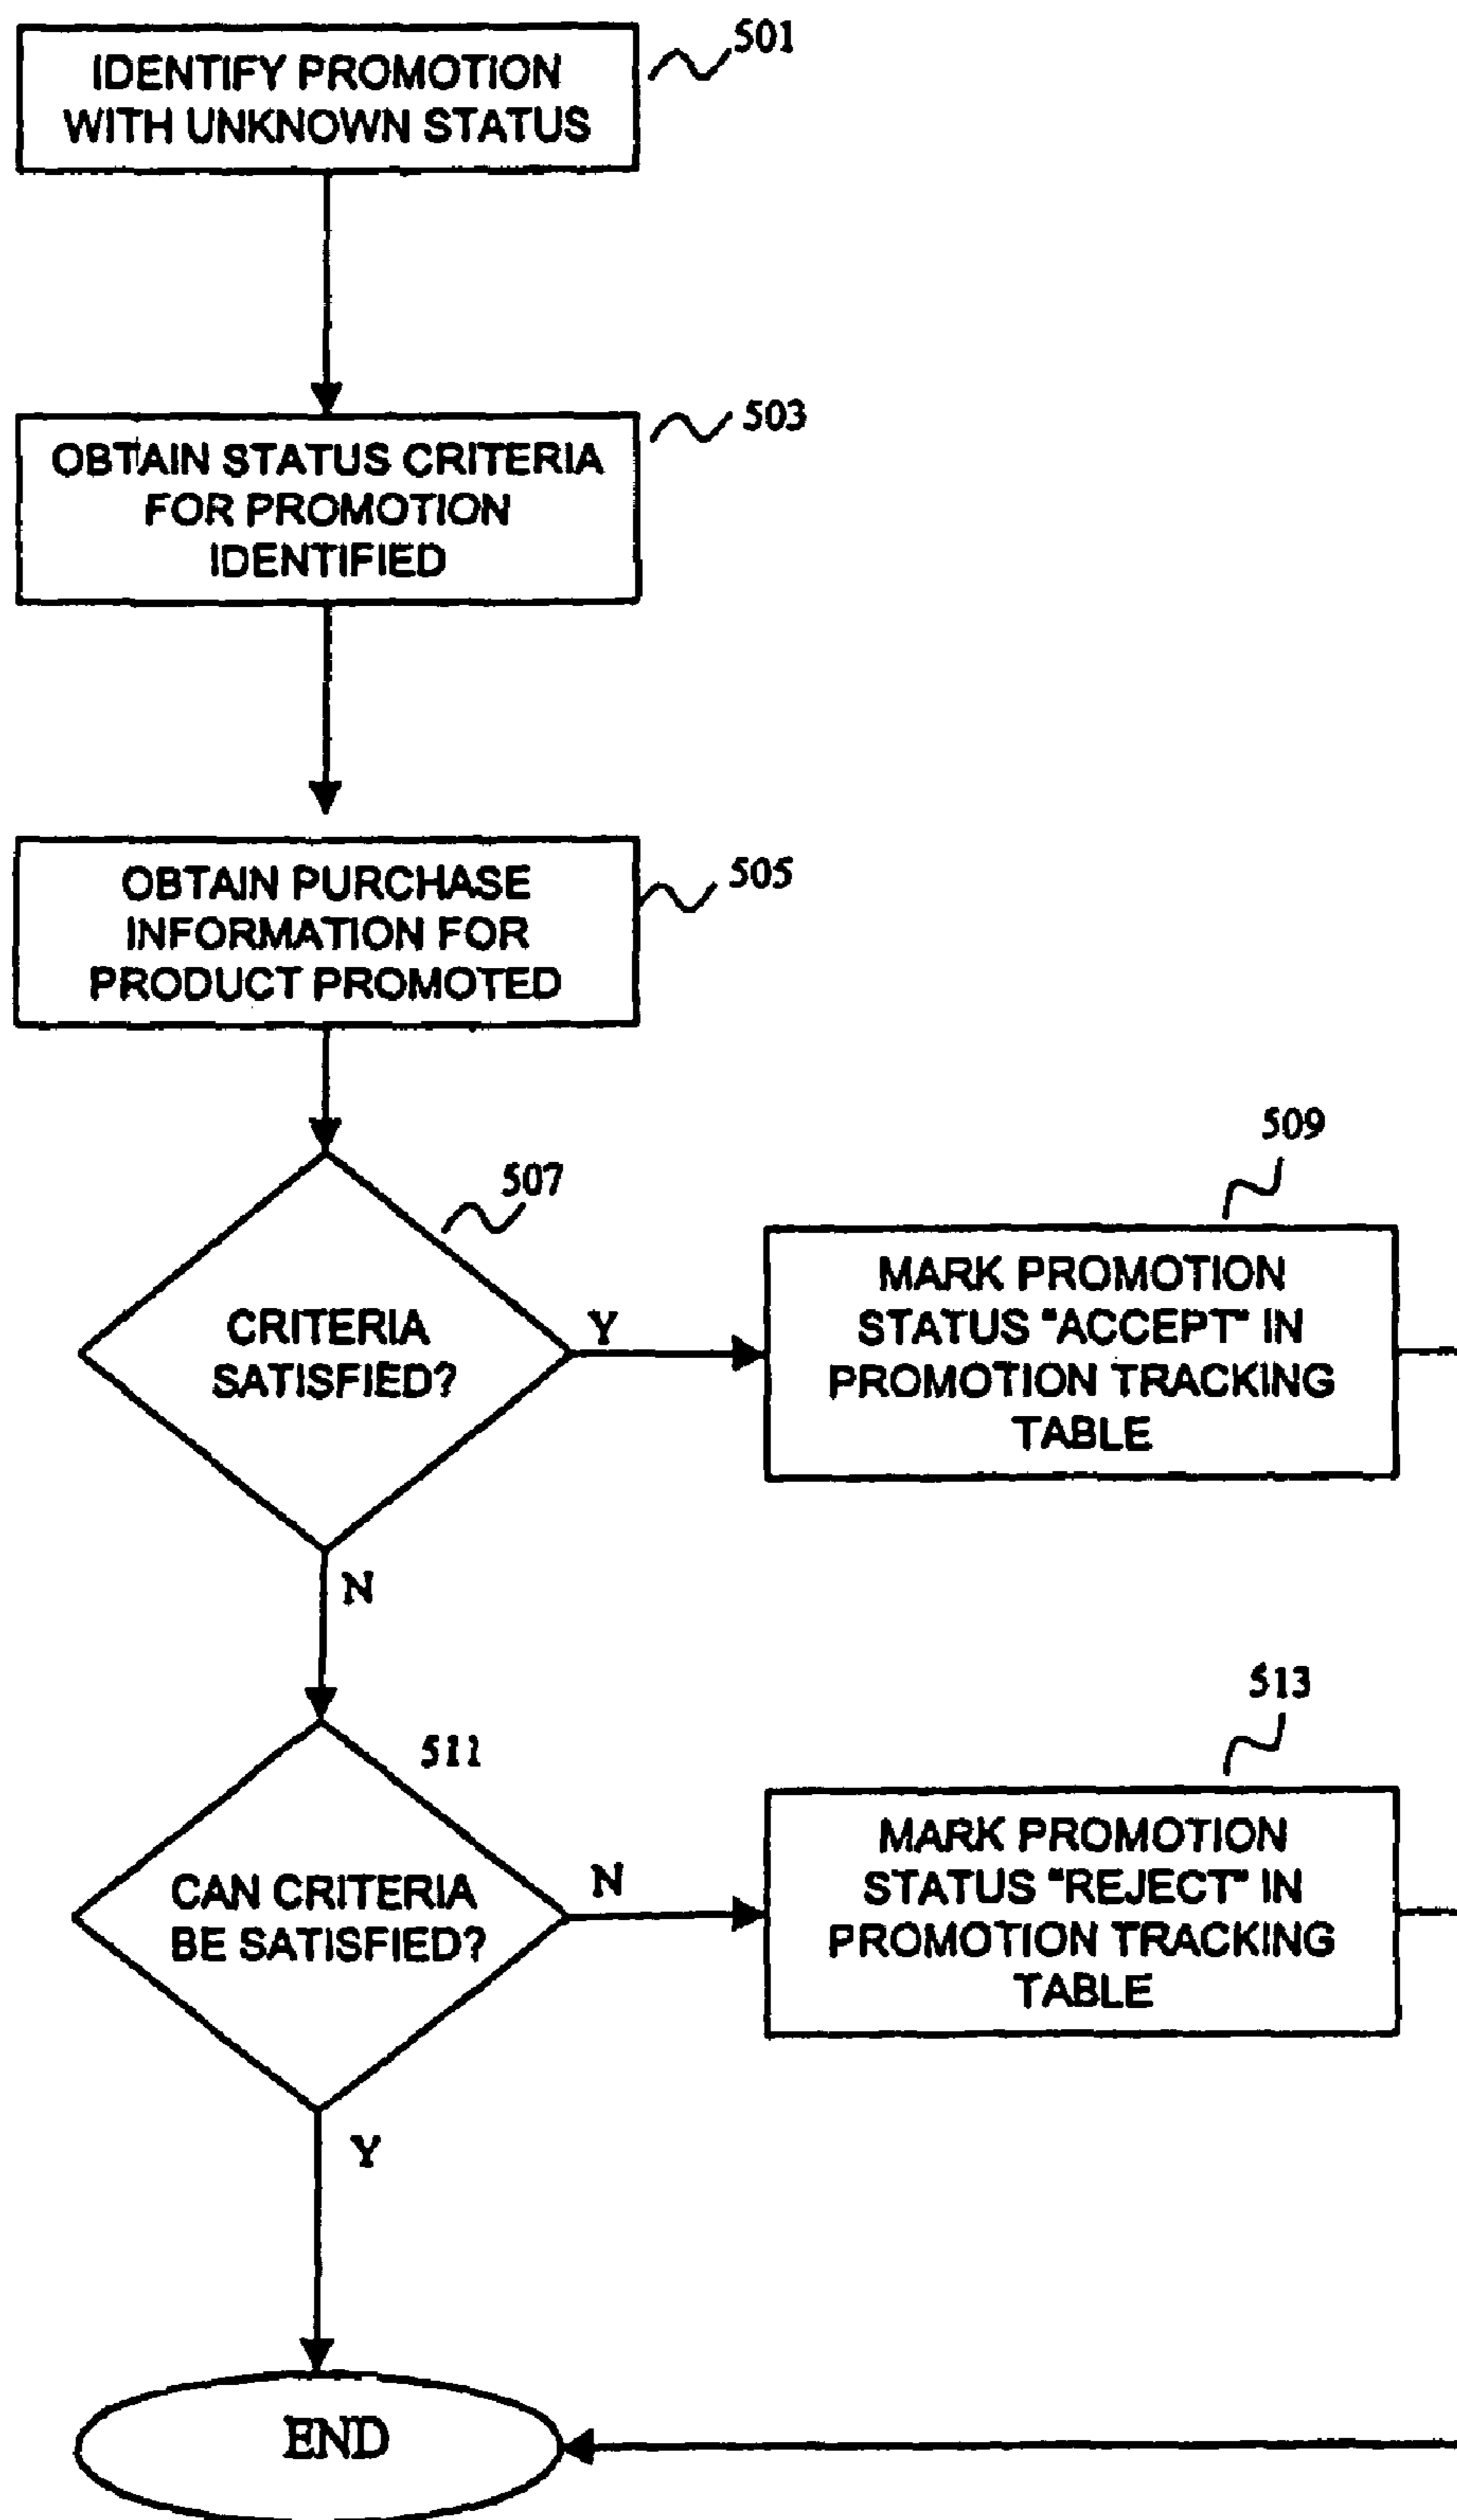 501
IDENTIFY PROMOTION
WITH UNKNOWN STATUS
503
OBTAIN STATUS CRITERIA
FOR PROMOTION
IDENTIFIED
505
OBTAIN PURCHASE
INFORMATION FOR
PRODUCT PROMOTED
507
CRITERIA
SATISFIED?
Y
N
509
MARK PROMOTION
STATUS "ACCEPT" IN
PROMOTION TRACKING
TABLE
511
CAN CRITERIA
BE SATISFIED?
N
Y
513
MARK PROMOTION
STATUS "REJECT" IN
PROMOTION TRACKING
TABLE
END